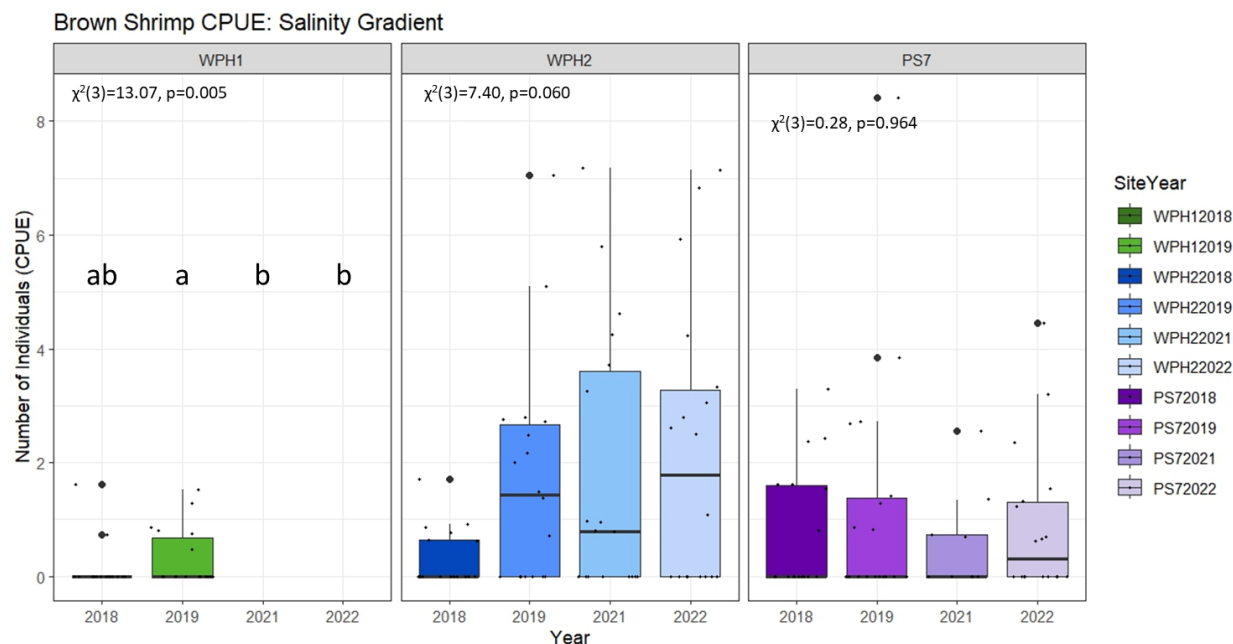 Brown Shrimp CPUE: Salinity Gradient
WPH1
WPH2
PS7
χ²(3)=13.07, p=0.005
χ²(3)=7.40, p=0.060
χ²(3)=0.28, p=0.964
ab
a
b
b
Number of Individuals (CPUE)
8
6
4
2
0
2018
2019
2021
2022
2018
2019
2021
2022
2018
2019
2021
2022
Year
SiteYear
WPH12018
WPH12019
WPH22018
WPH22019
WPH22021
WPH22022
PS72018
PS72019
PS72021
PS72022